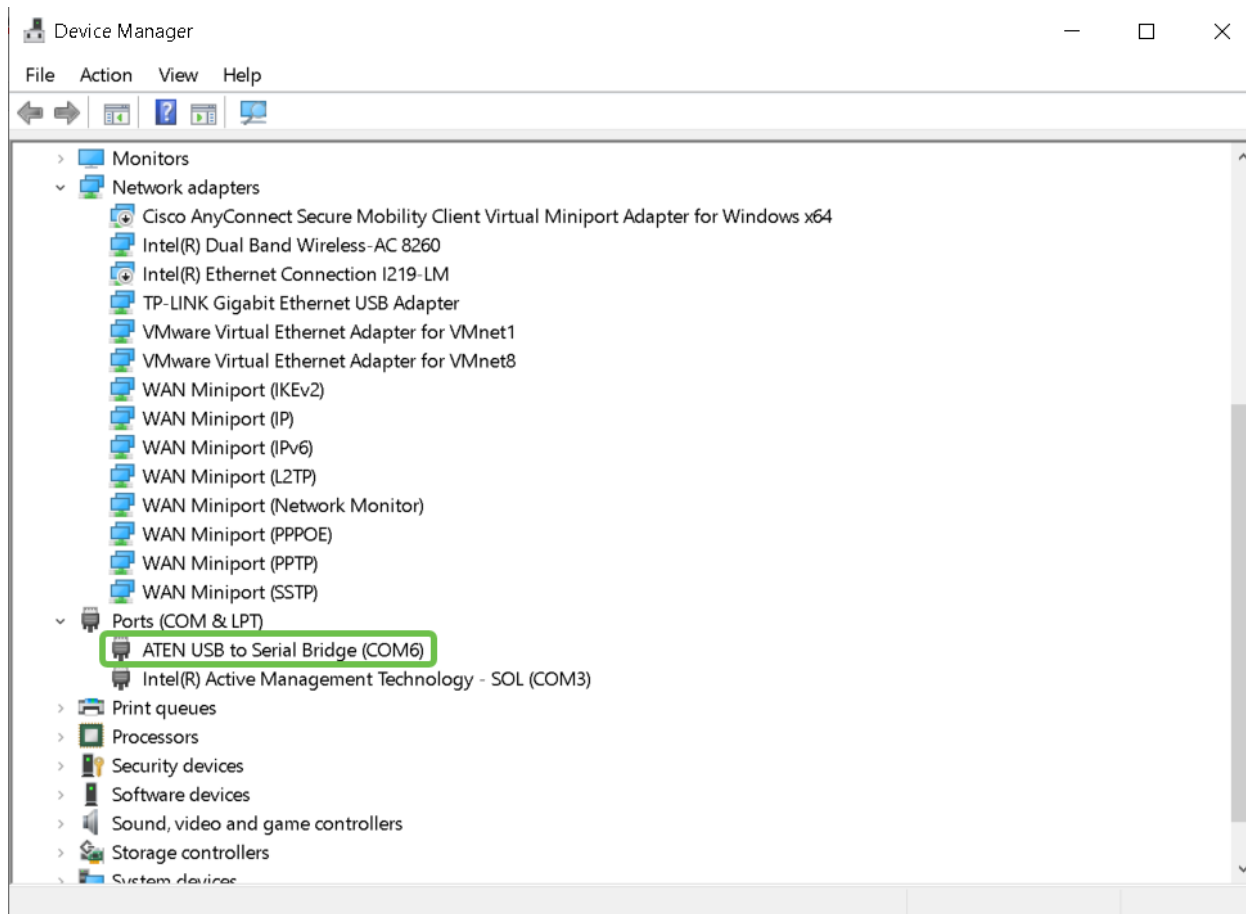 Device Manager
File Action View Help
Monitors
Network adapters
Cisco AnyConnect Secure Mobility Client Virtual Miniport Adapter for Windows x64
Intel(R) Dual Band Wireless-AC 8260
Intel(R) Ethernet Connection I219-LM
TP-LINK Gigabit Ethernet USB Adapter
VMware Virtual Ethernet Adapter for VMnet1
VMware Virtual Ethernet Adapter for VMnet8
WAN Miniport (IKEv2)
WAN Miniport (IP)
WAN Miniport (IPv6)
WAN Miniport (L2TP)
WAN Miniport (Network Monitor)
WAN Miniport (PPPOE)
WAN Miniport (PPTP)
WAN Miniport (SSTP)
Ports (COM & LPT)
ATEN USB to Serial Bridge (COM6)
Intel(R) Active Management Technology - SOL (COM3)
Print queues
Processors
Security devices
Software devices
Sound, video and game controllers
Storage controllers
System devices